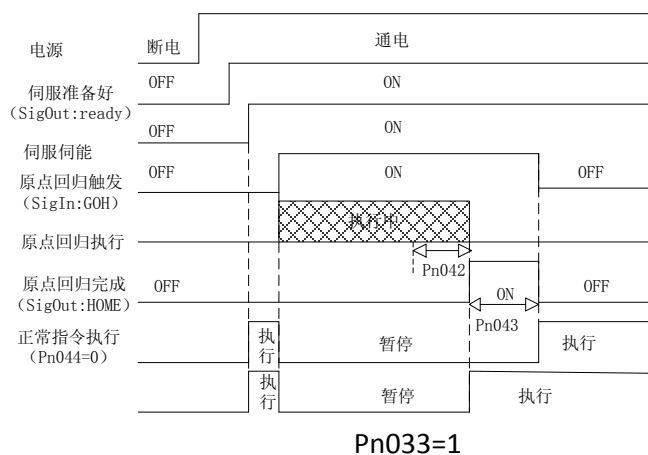 电源 断电 通电
伺服准备好 OFF ON
(SigOut:ready)
OFF ON
伺服伺能
原点回归触发 OFF ON OFF
(SigIn:GOH)
执行中
原点回归执行
Pn042
原点回归完成 OFF ON OFF
(SigOut:HOME)
Pn043
正常指令执行 执行 暂停 执行
(Pn044=0)
执行 暂停 执行
Pn033=1